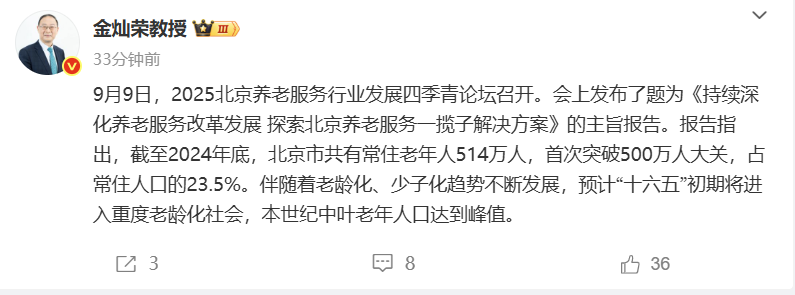 金灿荣教授 III
33分钟前
9月9日，2025北京养老服务行业发展四季青论坛召开。会上发布了题为《持续深
化养老服务改革发展 探索北京养老服务一揽子解决方案》的主旨报告。报告指
出，截至2024年底，北京市共有常住老年人514万人，首次突破500万人大关，占
常住人口的23.5%。伴随着老龄化、少子化趋势不断发展，预计“十六五”初期将进
入重度老龄化社会，本世纪中叶老年人口达到峰值。
3 8 36